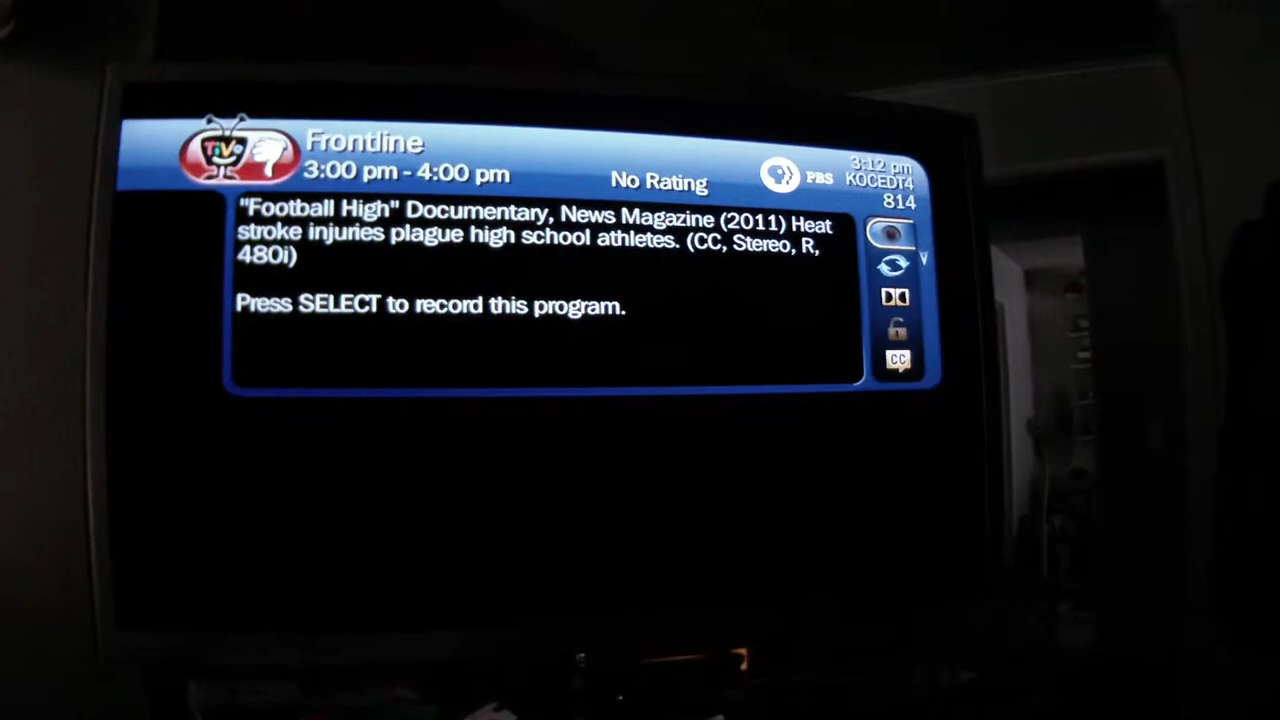 TiVo
Frontline
3:00 pm - 4:00 pm
No Rating
PBS
3:12 pm
KOCEDT4
814
"Football High" Documentary, News Magazine (2011) Heat
stroke injuries plague high school athletes. (CC, Stereo, R,
480i)
Press SELECT to record this program.
CC